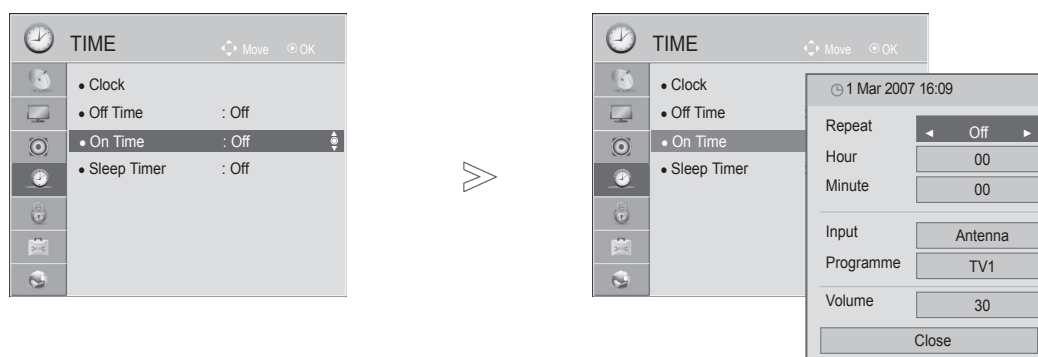 TIME
Move OK
• Clock
• Off Time : Off
• On Time : Off
• Sleep Timer : Off
TIME
Move OK
• Clock
• Off Time :
• On Time
• Sleep Timer :
1 Mar 2007 16:09
Repeat ◄ Off ►
Hour 00
Minute 00
Input Antenna
Programme TV1
Volume 30
Close